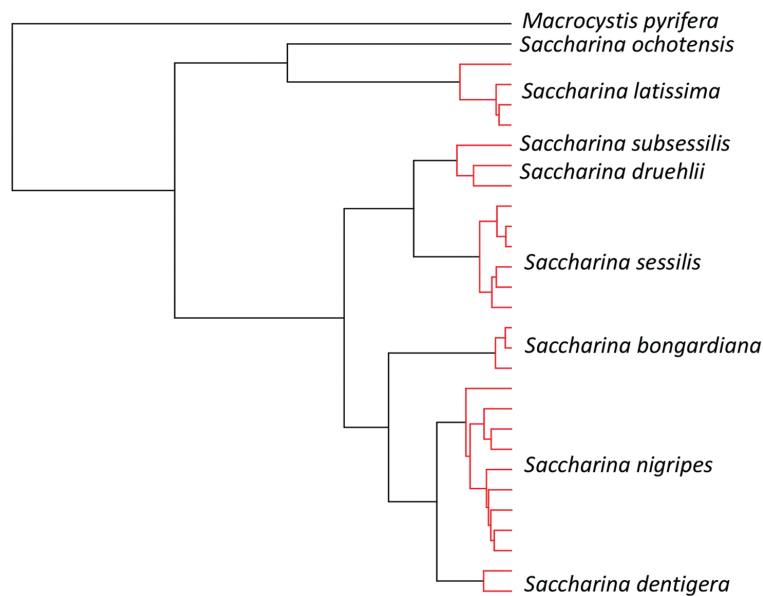 Macrocystis pyrifera
Saccharina ochotensis
Saccharina latissima
Saccharina subsessilis
Saccharina druehlii
Saccharina sessilis
Saccharina bongardiana
Saccharina nigripes
Saccharina dentigera